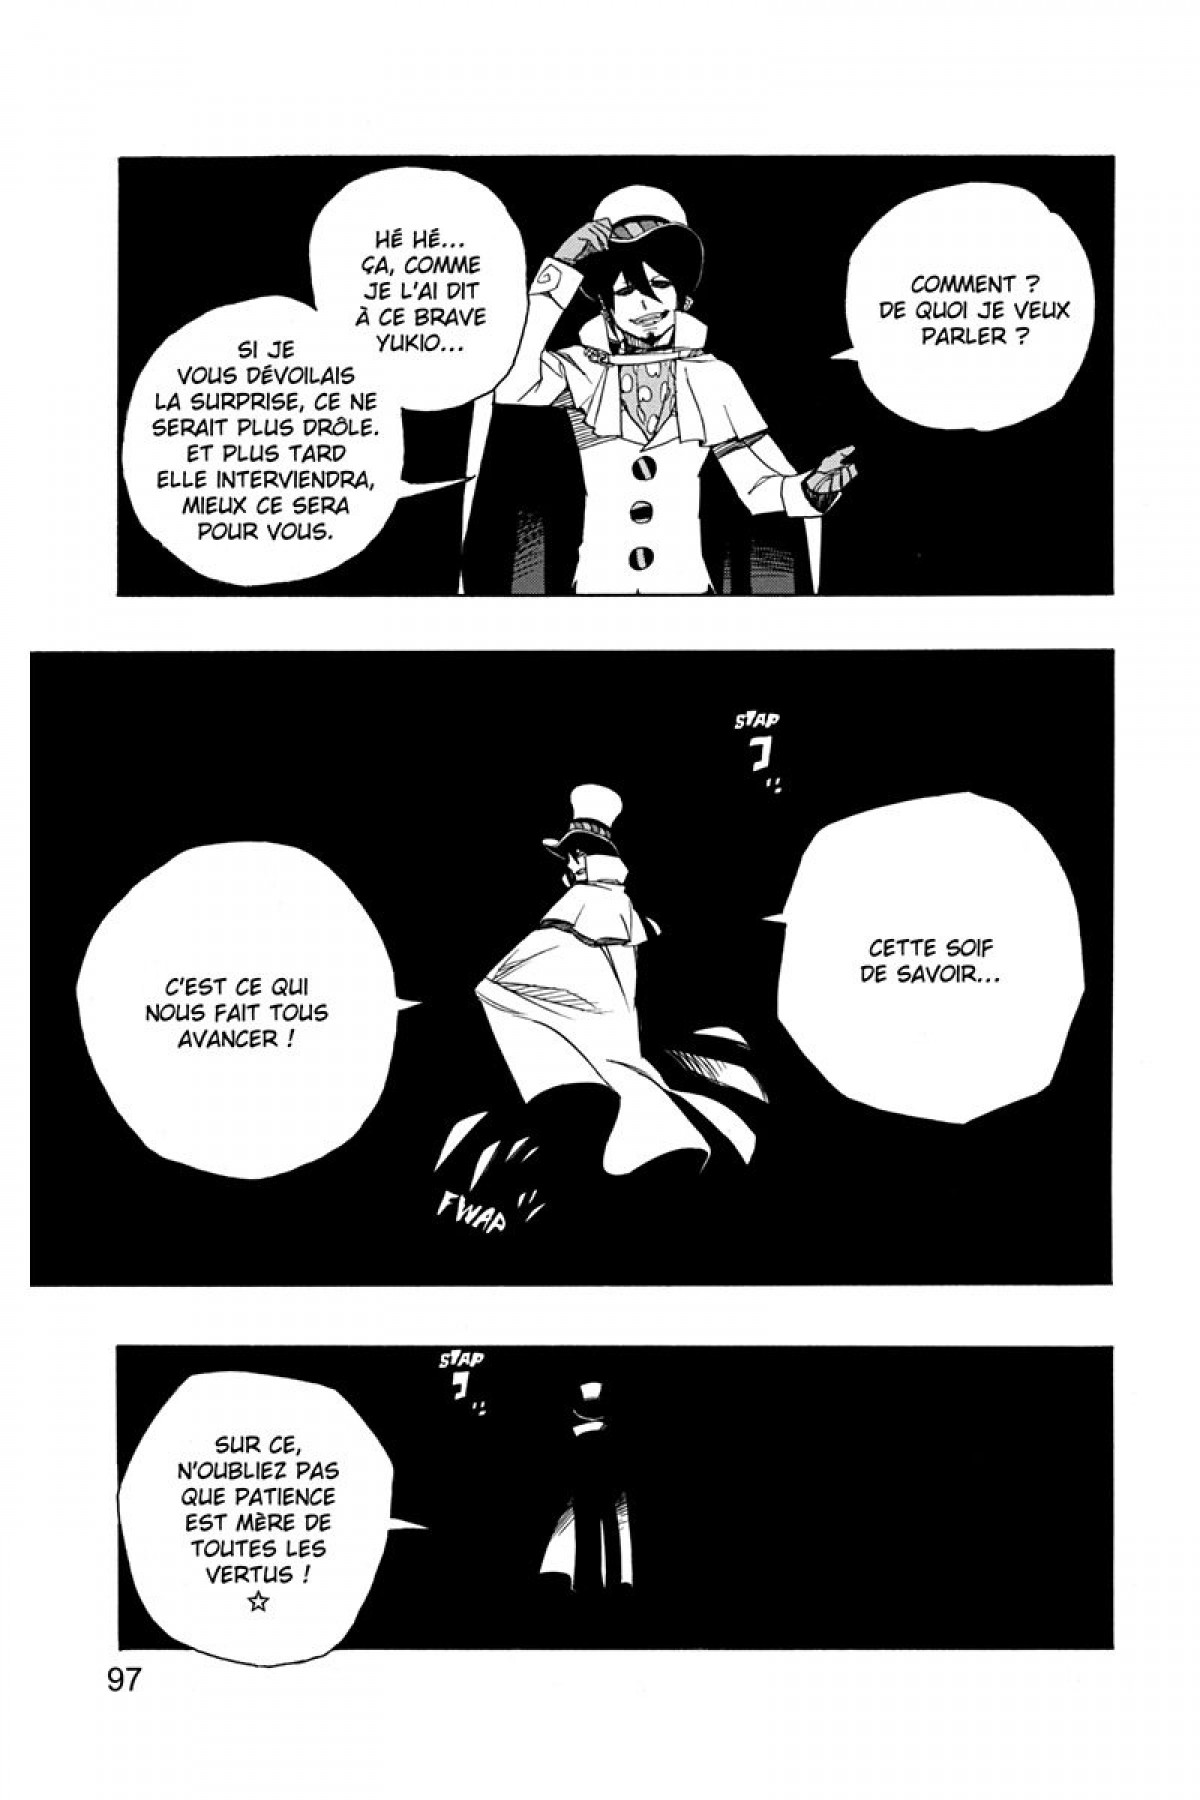 COMMENT ?
DE QUOI JE VEUX
PARLER ?
HÉ HÉ...
ÇA, COMME
JE L'AI DIT
À CE BRAVE
YUKIO...
SI JE
VOUS DÉVOILAIS
LA SURPRISE, CE NE
SERAIT PLUS DRÔLE.
ET PLUS TARD
ELLE INTERVIENDRA,
MIEUX CE SERA
POUR VOUS.
STAP
コ
CETTE SOIF
DE SAVOIR...
C'EST CE QUI
NOUS FAIT TOUS
AVANCER !
FWAP
STAP
コ
SUR CE,
N'OUBLIEZ PAS
QUE PATIENCE
EST MÈRE DE
TOUTES LES
VERTUS !
☆
97